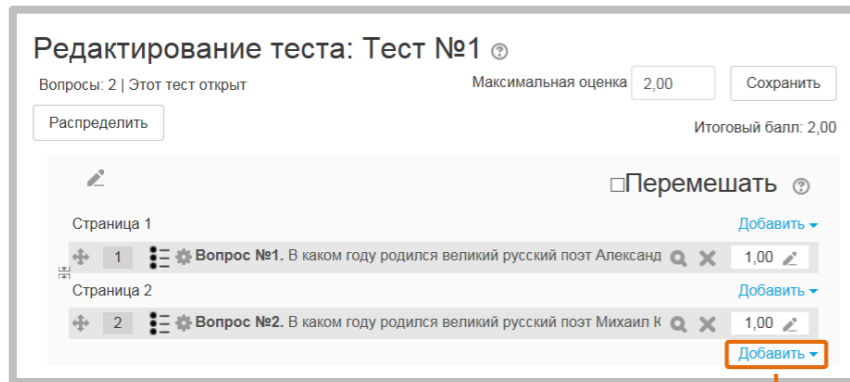 Редактирование теста: Тест №1
Вопросы: 2 | Этот тест открыт Максимальная оценка 2,00 Сохранить
Распределить Итоговый балл: 2,00
Перемешать
Страница 1 Добавить
1 Вопрос №1. В каком году родился великий русский поэт Александ 1,00
Страница 2 Добавить
2 Вопрос №2. В каком году родился великий русский поэт Михаил К 1,00
Добавить